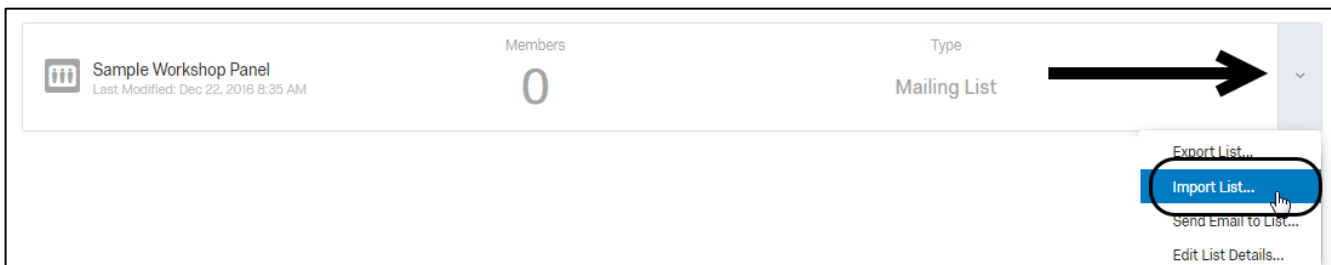 Members
Type
Sample Workshop Panel
Last Modified: Dec 22, 2016 8:35 AM
0
Mailing List
Export List...
Import List...
Send Email to List...
Edit List Details...